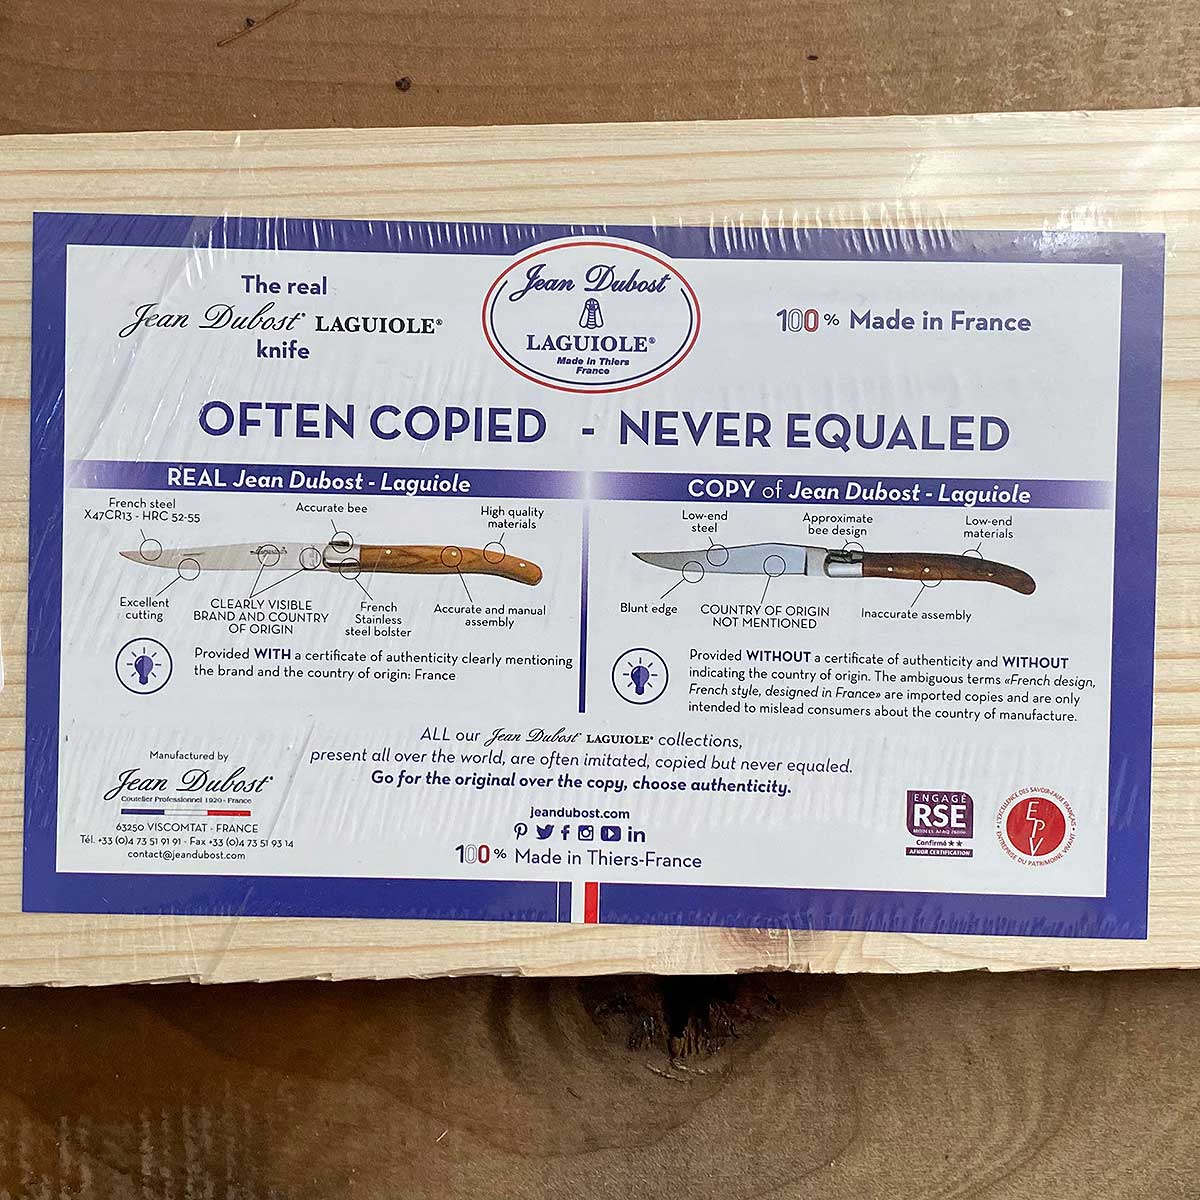 The real
Jean Dubost® LAGUIOLE®
knife
Jean Dubost
LAGUIOLE®
Made in Thiers
France
100% Made in France
OFTEN COPIED - NEVER EQUALED
REAL Jean Dubost - Laguiole
French steel
X47CR13 - HRC 52-55
Accurate bee
High quality
materials
Excellent
cutting
CLEARLY VISIBLE
BRAND AND COUNTRY
OF ORIGIN
French
Stainless
steel bolster
Accurate and manual
assembly
Provided WITH a certificate of authenticity clearly mentioning
the brand and the country of origin: France
COPY of Jean Dubost - Laguiole
Low-end
steel
Approximate
bee design
Low-end
materials
Blunt edge
COUNTRY OF ORIGIN
NOT MENTIONED
Inaccurate assembly
Provided WITHOUT a certificate of authenticity and WITHOUT
indicating the country of origin. The ambiguous terms «French design,
French style, designed in France» are imported copies and are only
intended to mislead consumers about the country of manufacture.
ALL our Jean Dubost® LAGUIOLE® collections,
present all over the world, are often imitated, copied but never equaled.
Go for the original over the copy, choose authenticity.
Manufactured by
Jean Dubost®
Coutelier Professionnel 1920 - France
63250 VISCOMTAT - FRANCE
Tél. +33 (0)4 73 51 91 91 - Fax +33 (0)4 73 51 93 14
contact@jeandubost.com
jeandubost.com
100% Made in Thiers-France
ENGAGÉ
RSE
Confirmé ★★
AFNOR CERTIFICATION
L'EXCELLENCE DES SAVOIR-FAIRE FRANÇAIS
EPV
ENTREPRISE DU PATRIMOINE VIVANT